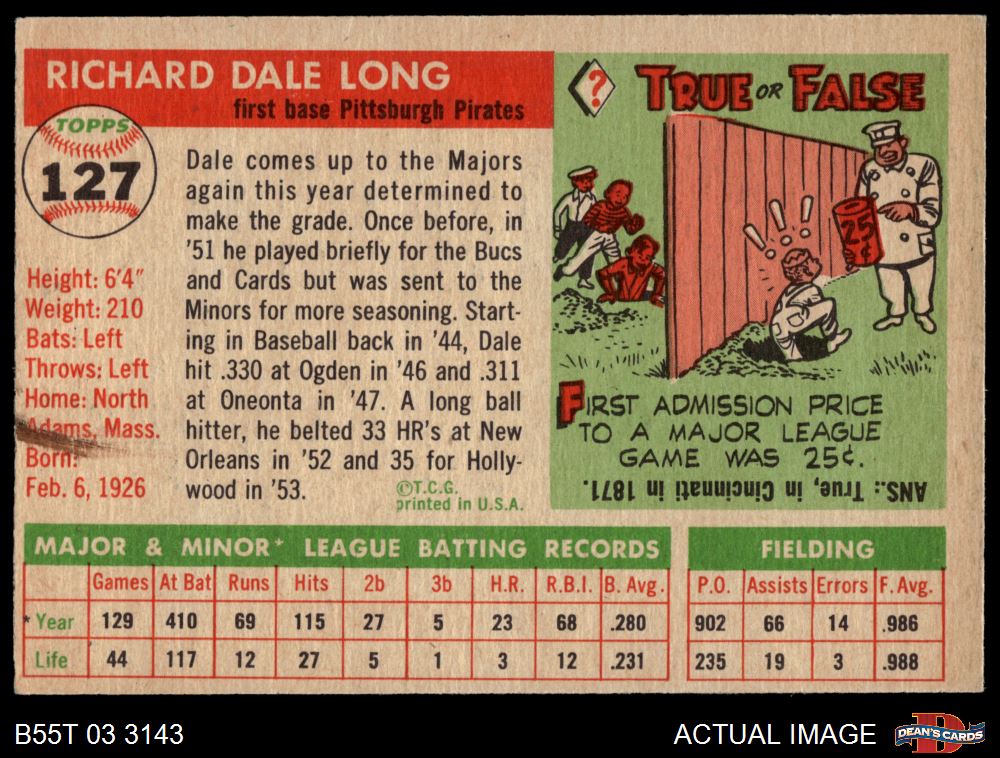 RICHARD DALE LONG
first base Pittsburgh Pirates
TOPPS
127
Height: 6'4"
Weight: 210
Bats: Left
Throws: Left
Home: North
Adams, Mass.
Born:
Feb. 6, 1926
Dale comes up to the Majors
again this year determined to
make the grade. Once before, in
'51 he played briefly for the Bucs
and Cards but was sent to the
Minors for more seasoning. Start-
ing in Baseball back in '44, Dale
hit .330 at Ogden in '46 and .311
at Oneonta in '47. A long ball
hitter, he belted 33 HR's at New
Orleans in '52 and 35 for Holly-
wood in '53.
©T.C.G.
printed in U.S.A.
?
TRUE OR FALSE
! ! !
25¢
FIRST ADMISSION PRICE
TO A MAJOR LEAGUE
GAME WAS 25¢.
ANS.: True, in Cincinnati in 1871.
MAJOR & MINOR* LEAGUE BATTING RECORDS
Games At Bat Runs Hits 2b 3b H.R. R.B.I. B. Avg.
* Year 129 410 69 115 27 5 23 68 .280
Life 44 117 12 27 5 1 3 12 .231
FIELDING
P.O. Assists Errors F. Avg.
902 66 14 .986
235 19 3 .988
B55T 03 3143
ACTUAL IMAGE
D
DEAN'S CARDS